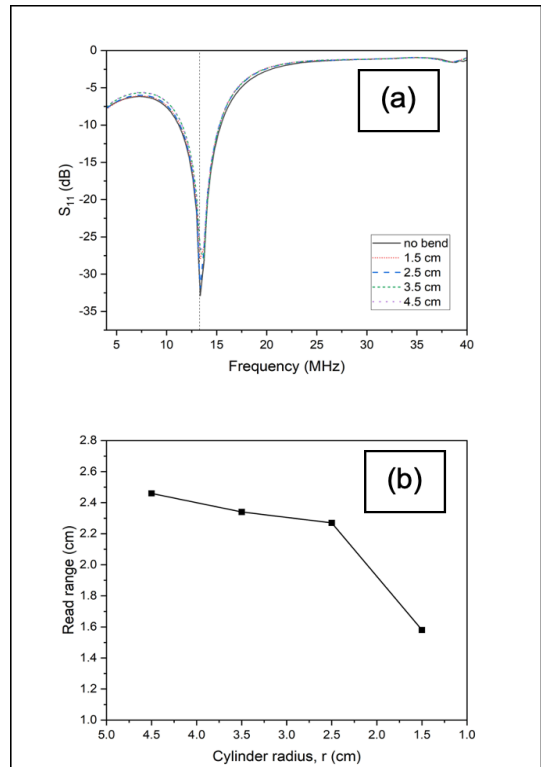 (a)
0
-5
-10
-15
-20
-25
-30
-35
S₁₁ (dB)
no bend
1.5 cm
2.5 cm
3.5 cm
4.5 cm
5 10 15 20 25 30 35 40
Frequency (MHz)
(b)
2.8
2.6
2.4
2.2
2.0
1.8
1.6
1.4
1.2
1.0
Read range (cm)
5.0 4.5 4.0 3.5 3.0 2.5 2.0 1.5 1.0
Cylinder radius, r (cm)